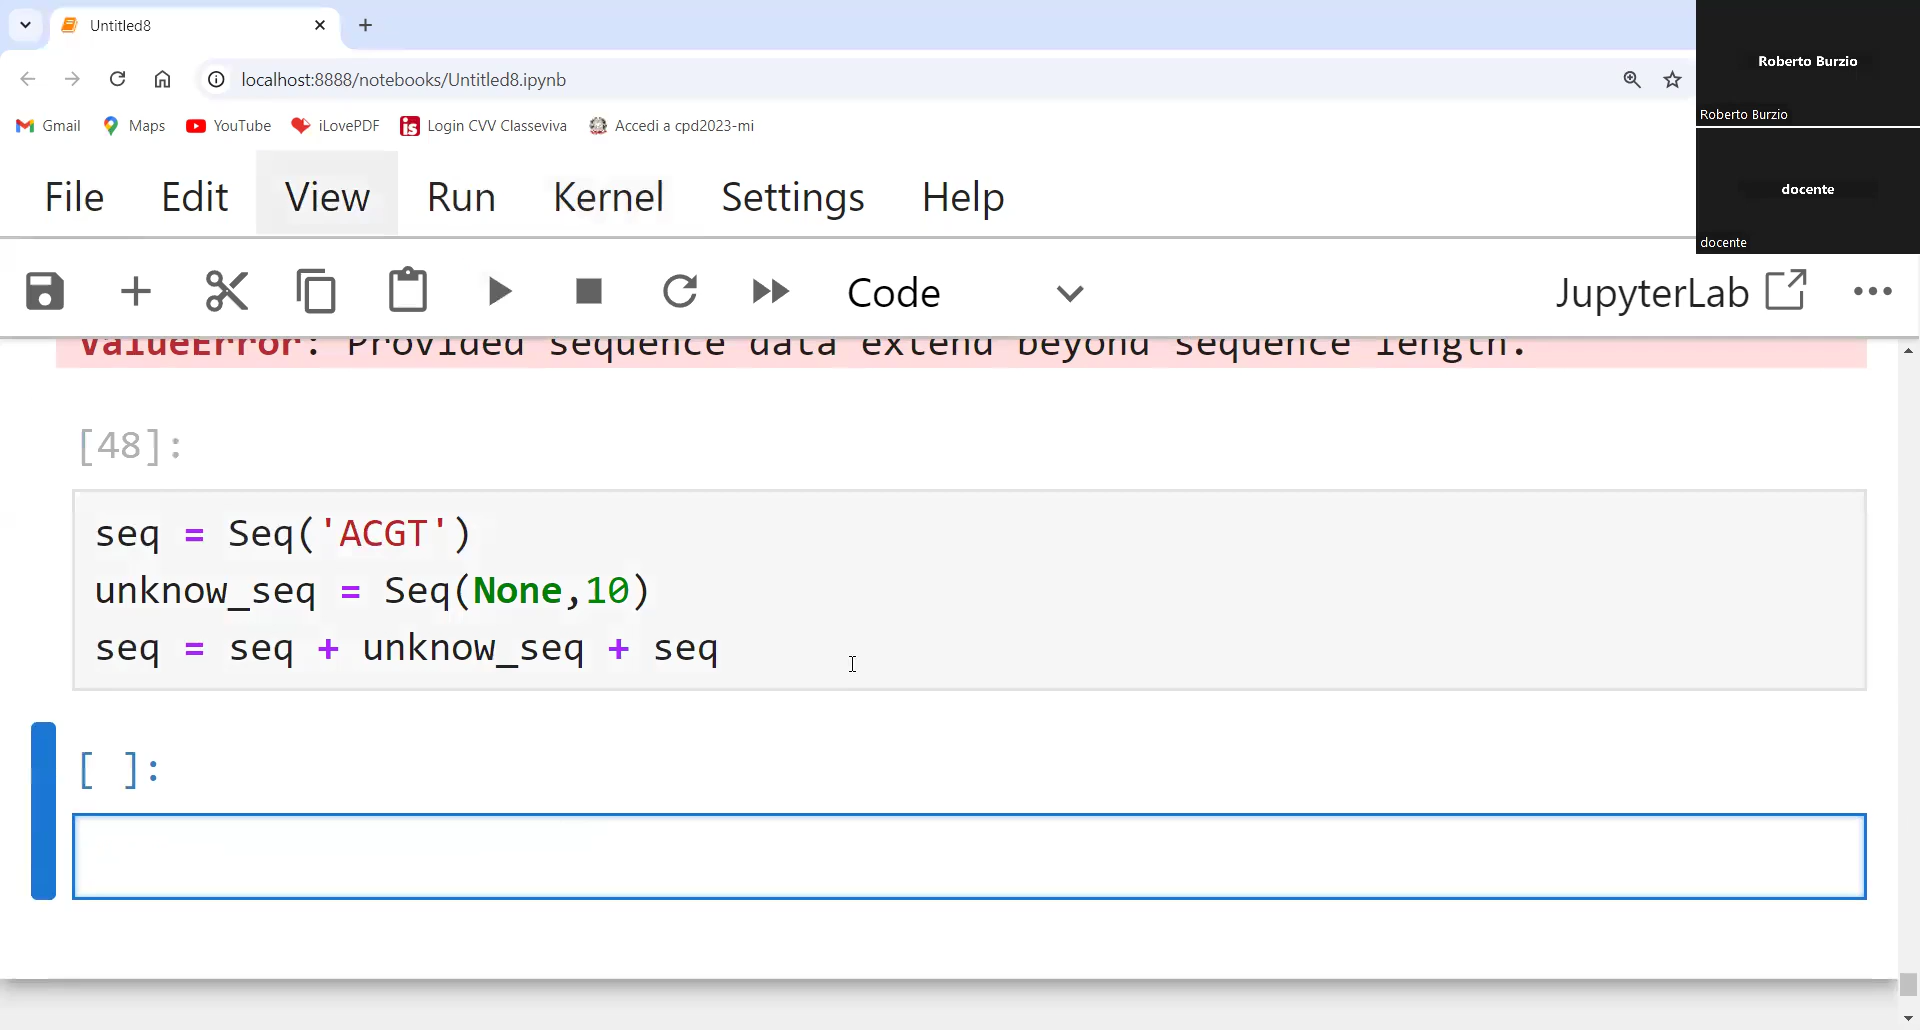 Untitled8
localhost:8888/notebooks/Untitled8.ipynb
Gmail Maps YouTube iLovePDF Login CVV Classeviva Accedi a cpd2023-mi
Roberto Burzio
Roberto Burzio
docente
docente
File Edit View Run Kernel Settings Help
Code JupyterLab
ValueError: Provided sequence data extend beyond sequence length.
[48]:
seq = Seq('ACGT')
unknow_seq = Seq(None,10)
seq = seq + unknow_seq + seq
[ ]: